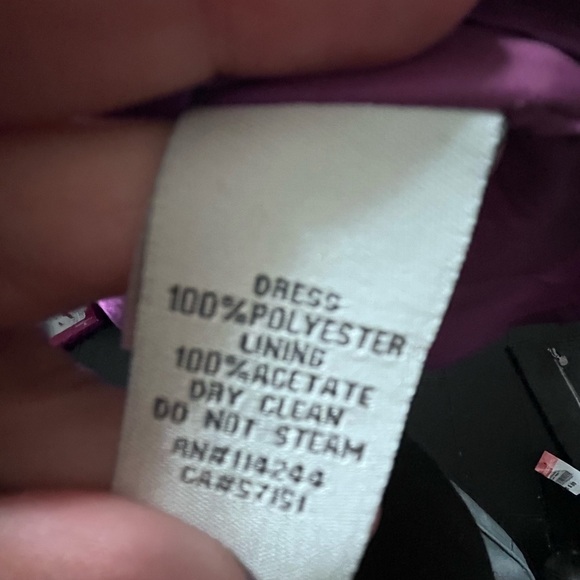 DRESS
100%POLYESTER
LINING
100%ACETATE
DRY CLEAN
DO NOT STEAM
RN#114244
CA#57151